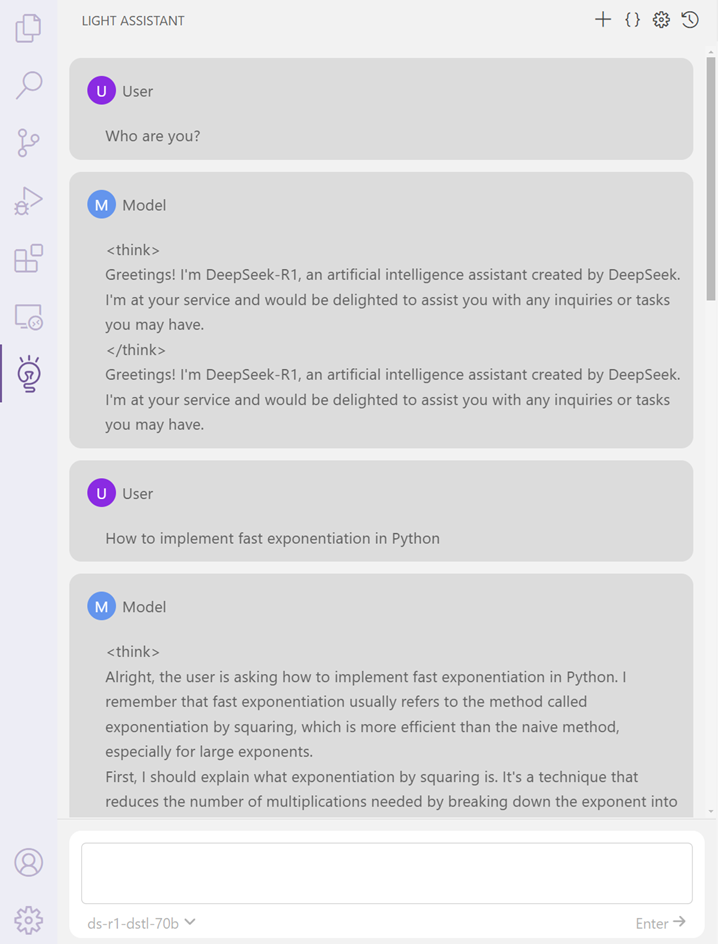 LIGHT ASSISTANT
U User
Who are you?
M Model
<think>
Greetings! I'm DeepSeek-R1, an artificial intelligence assistant created by DeepSeek.
I'm at your service and would be delighted to assist you with any inquiries or tasks
you may have.
</think>
Greetings! I'm DeepSeek-R1, an artificial intelligence assistant created by DeepSeek.
I'm at your service and would be delighted to assist you with any inquiries or tasks
you may have.
U User
How to implement fast exponentiation in Python
M Model
<think>
Alright, the user is asking how to implement fast exponentiation in Python. I
remember that fast exponentiation usually refers to the method called
exponentiation by squaring, which is more efficient than the naive method,
especially for large exponents.
First, I should explain what exponentiation by squaring is. It's a technique that
reduces the number of multiplications needed by breaking down the exponent into
ds-r1-dstl-70b
Enter